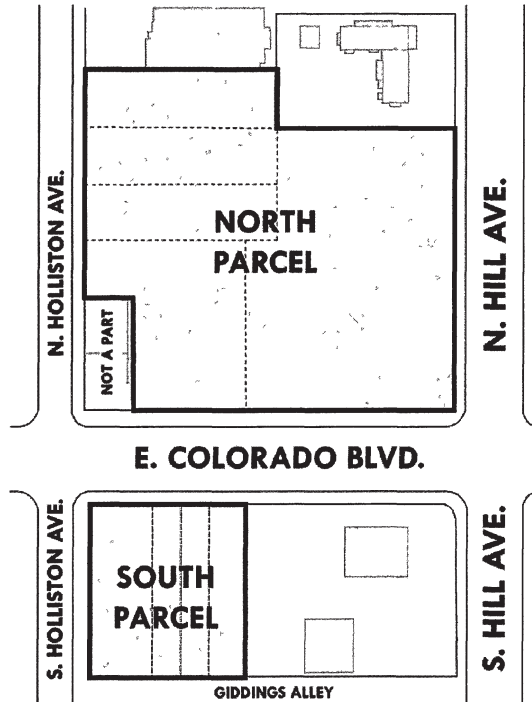 N. HOLLISTON AVE.
NORTH
PARCEL
N. HILL AVE.
NOT A PART
E. COLORADO BLVD.
S. HOLLISTON AVE.
SOUTH
PARCEL
S. HILL AVE.
GIDDINGS ALLEY